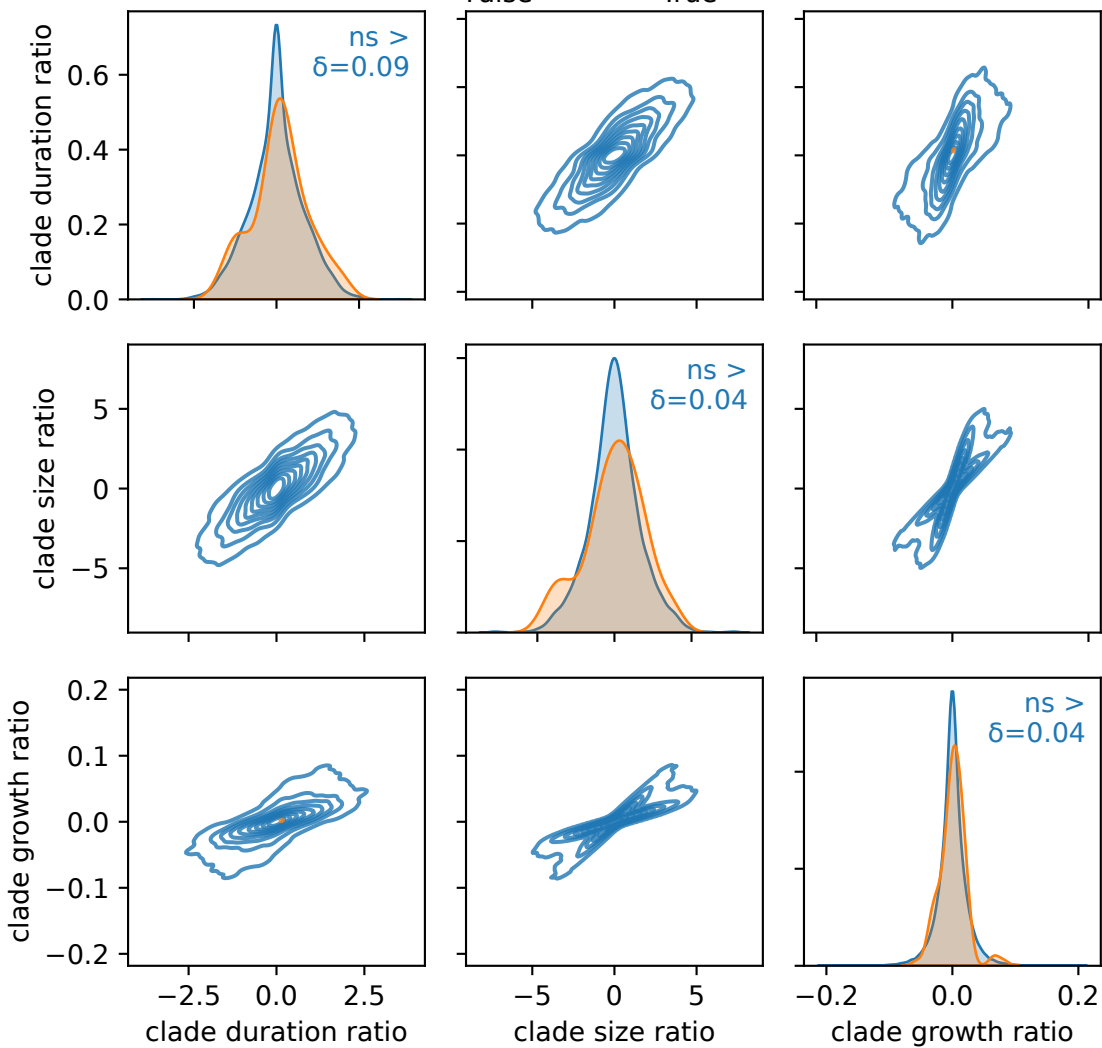 True
clade duration ratio
0.6
0.4
0.2
0.0
ns >
δ=0.09
clade size ratio
5
0
−5
ns >
δ=0.04
clade growth ratio
0.2
0.1
0.0
−0.1
−0.2
ns >
δ=0.04
−2.5 0.0 2.5
−5 0 5
−0.2 0.0 0.2
clade duration ratio
clade size ratio
clade growth ratio